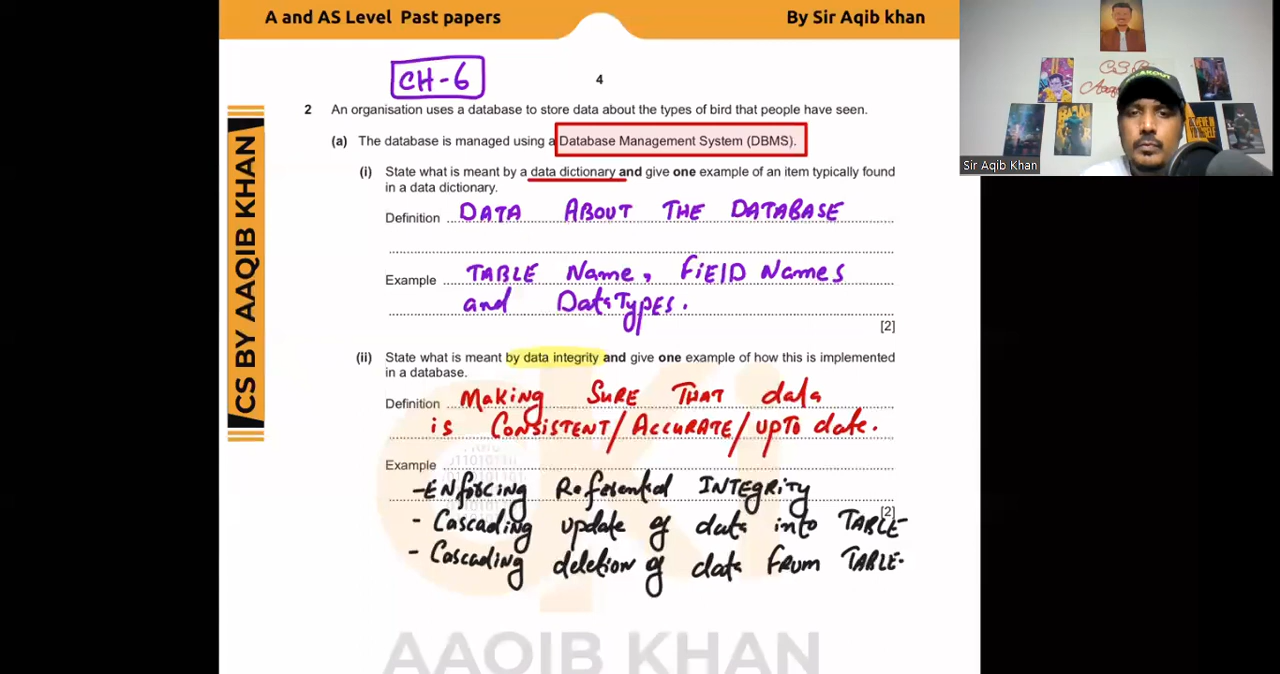 A and AS Level Past papers
By Sir Aqib khan
CH-6
4
CS BY AAQIB KHAN
2 An organisation uses a database to store data about the types of bird that people have seen.
(a) The database is managed using a Database Management System (DBMS).
(i) State what is meant by a data dictionary and give one example of an item typically found
in a data dictionary.
Definition DATA ABOUT THE DATABASE
Example TABLE Name, FiELD Names
and DataTypes.
[2]
(ii) State what is meant by data integrity and give one example of how this is implemented
in a database.
Definition Making SURE THAT data
is CONSISTENT/ACCURATE/UPTO date.
Example
-ENforcing Referential INTEGRITY
[2]
- Cascading update of data into TABLE
- Cascading deletion of data from TABLE.
AAQIB KHAN
Sir Aqib Khan